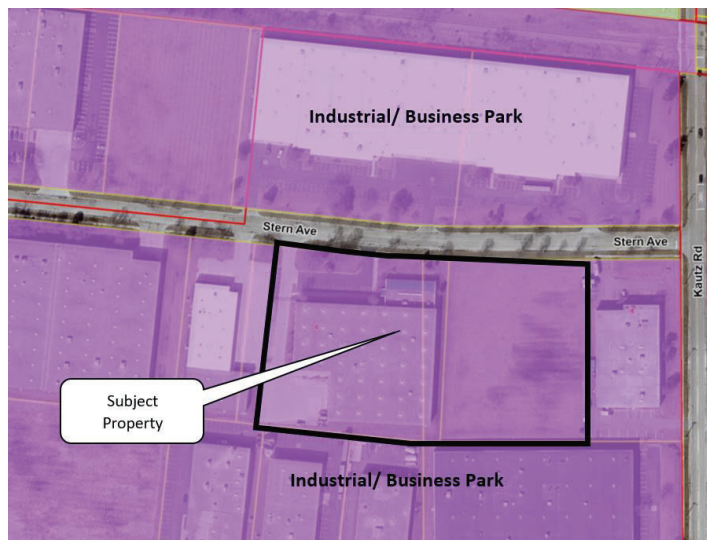 Industrial/ Business Park
Stern Ave
Stern Ave
Kautz Rd
Subject
Property
Industrial/ Business Park